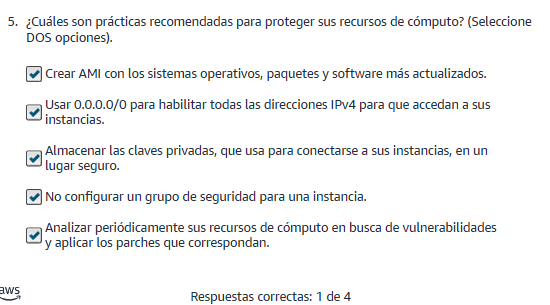 5. ¿Cuáles son prácticas recomendadas para proteger sus recursos de cómputo? (Seleccione
DOS opciones).
Crear AMI con los sistemas operativos, paquetes y software más actualizados.
Usar 0.0.0.0/0 para habilitar todas las direcciones IPv4 para que accedan a sus
instancias.
Almacenar las claves privadas, que usa para conectarse a sus instancias, en un
lugar seguro.
No configurar un grupo de seguridad para una instancia.
Analizar periódicamente sus recursos de cómputo en busca de vulnerabilidades
y aplicar los parches que correspondan.
aws
Respuestas correctas: 1 de 4